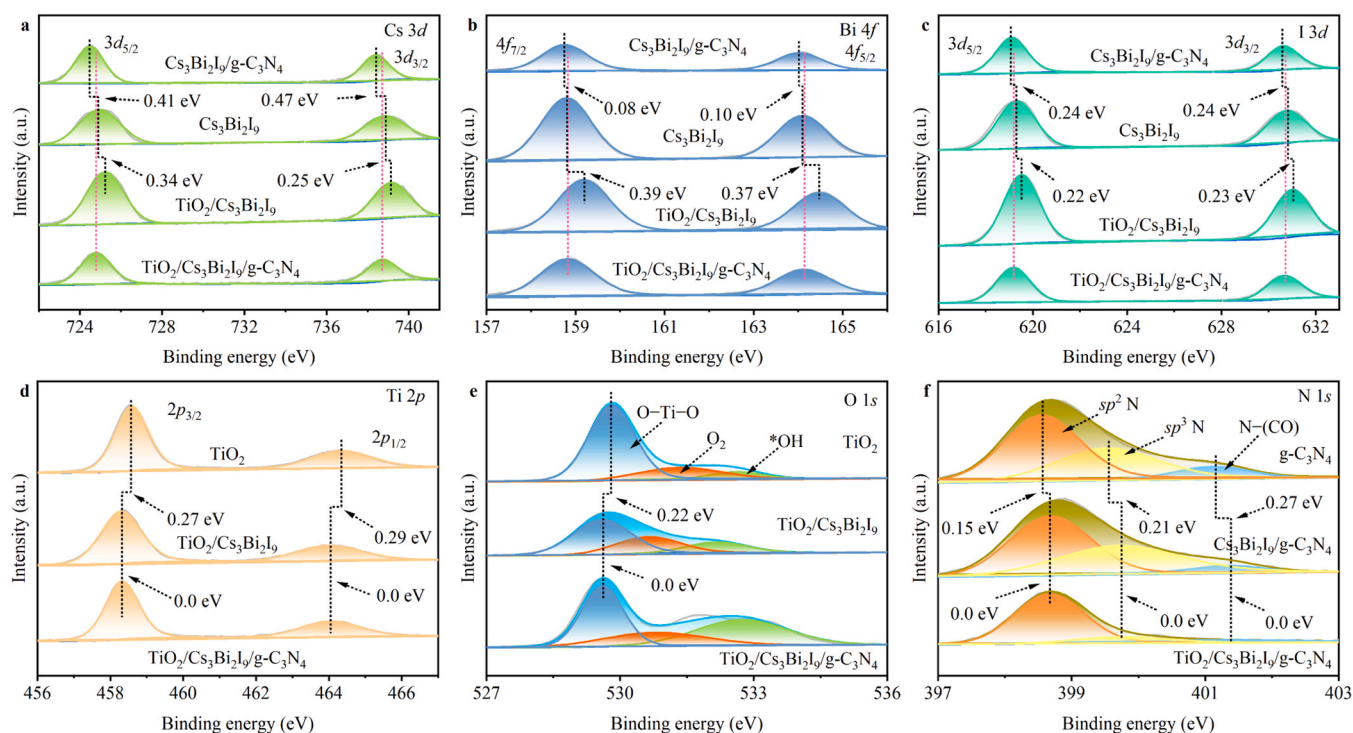 a
Cs 3d
3d₅/₂
3d₃/₂
Cs₃Bi₂I₉/g-C₃N₄
0.41 eV
0.47 eV
Cs₃Bi₂I₉
0.34 eV
0.25 eV
TiO₂/Cs₃Bi₂I₉
TiO₂/Cs₃Bi₂I₉/g-C₃N₄
Intensity (a.u.)
724 728 732 736 740
Binding energy (eV)
b
Bi 4f
4f₇/₂
4f₅/₂
Cs₃Bi₂I₉/g-C₃N₄
0.08 eV
0.10 eV
Cs₃Bi₂I₉
0.39 eV
0.37 eV
TiO₂/Cs₃Bi₂I₉
TiO₂/Cs₃Bi₂I₉/g-C₃N₄
Intensity (a.u.)
157 159 161 163 165
Binding energy (eV)
c
I 3d
3d₅/₂
3d₃/₂
Cs₃Bi₂I₉/g-C₃N₄
0.24 eV
0.24 eV
Cs₃Bi₂I₉
0.22 eV
0.23 eV
TiO₂/Cs₃Bi₂I₉
TiO₂/Cs₃Bi₂I₉/g-C₃N₄
Intensity (a.u.)
616 620 624 628 632
Binding energy (eV)
d
Ti 2p
2p₃/₂
2p₁/₂
TiO₂
0.27 eV
0.29 eV
TiO₂/Cs₃Bi₂I₉
0.0 eV
0.0 eV
TiO₂/Cs₃Bi₂I₉/g-C₃N₄
Intensity (a.u.)
456 458 460 462 464 466
Binding energy (eV)
e
O 1s
O−Ti−O
O₂
*OH
TiO₂
0.22 eV
TiO₂/Cs₃Bi₂I₉
0.0 eV
TiO₂/Cs₃Bi₂I₉/g-C₃N₄
Intensity (a.u.)
527 530 533 536
Binding energy (eV)
f
N 1s
sp² N
sp³ N
N−(CO)
g-C₃N₄
0.15 eV
0.21 eV
0.27 eV
Cs₃Bi₂I₉/g-C₃N₄
0.0 eV
0.0 eV
0.0 eV
TiO₂/Cs₃Bi₂I₉/g-C₃N₄
Intensity (a.u.)
397 399 401 403
Binding energy (eV)